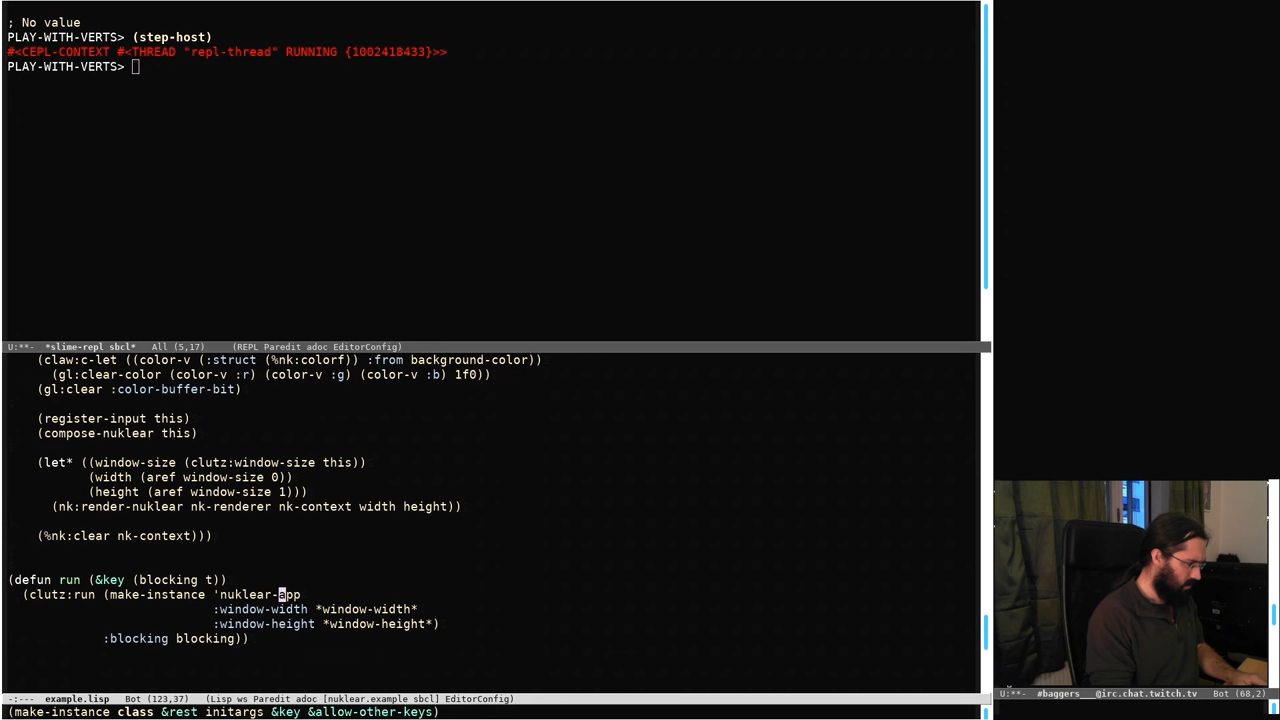 ; No value
PLAY-WITH-VERTS> (step-host)
#<CEPL-CONTEXT #<THREAD "repl-thread" RUNNING {1002418433}>>
PLAY-WITH-VERTS>
U:**-  *slime-repl sbcl*   All (5,17)     (REPL Paredit adoc EditorConfig)
    (claw:c-let ((color-v (:struct (%nk:colorf)) :from background-color))
      (gl:clear-color (color-v :r) (color-v :g) (color-v :b) 1f0))
    (gl:clear :color-buffer-bit)
    (register-input this)
    (compose-nuklear this)
    (let* ((window-size (clutz:window-size this))
           (width (aref window-size 0))
           (height (aref window-size 1)))
      (nk:render-nuklear nk-renderer nk-context width height))
    (%nk:clear nk-context)))
(defun run (&key (blocking t))
  (clutz:run (make-instance 'nuklear-app
                            :window-width *window-width*
                            :window-height *window-height*)
             :blocking blocking))
-:---  example.lisp   Bot (123,37)   (Lisp ws Paredit adoc [nuklear.example sbcl] EditorConfig)
(make-instance class &rest initargs &key &allow-other-keys)
U:**-  #baggers___@irc.chat.twitch.tv   Bot (68,2)